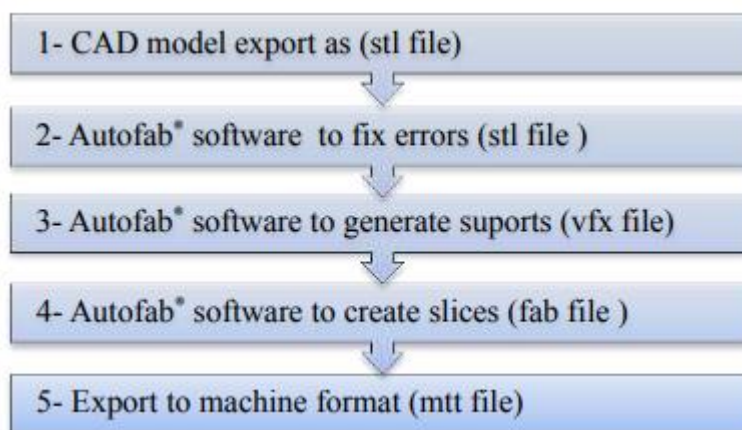 1- CAD model export as (stl file)
2- Autofab* software to fix errors (stl file )
3- Autofab* software to generate suports (vfx file)
4- Autofab* software to create slices (fab file )
5- Export to machine format (mtt file)